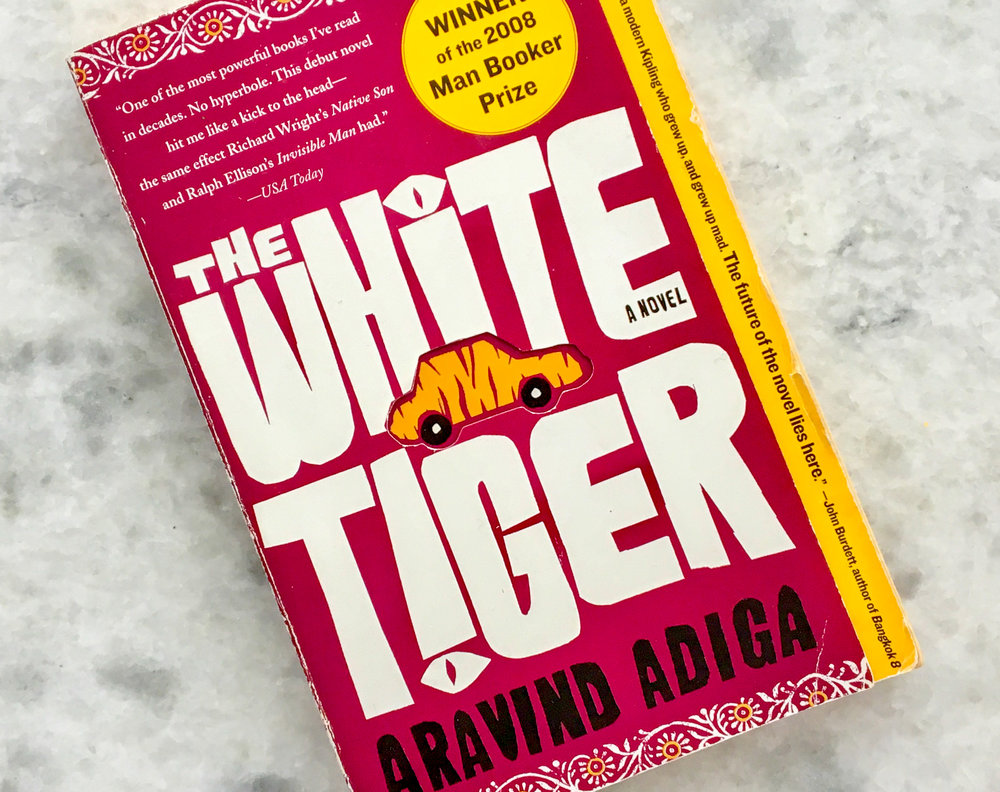 "One of the most powerful books I've read
in decades. No hyperbole. This debut novel
hit me like a kick to the head—
the same effect Richard Wright's Native Son
and Ralph Ellison's Invisible Man had."
—USA Today
WINNER
of the 2008
Man Booker
Prize
THE
WHITE
A NOVEL
TIGER
ARAVIND ADIGA
a modern Kipling who grew up, and grew up mad. The future of the novel lies here." —John Burdett, author of Bangkok 8